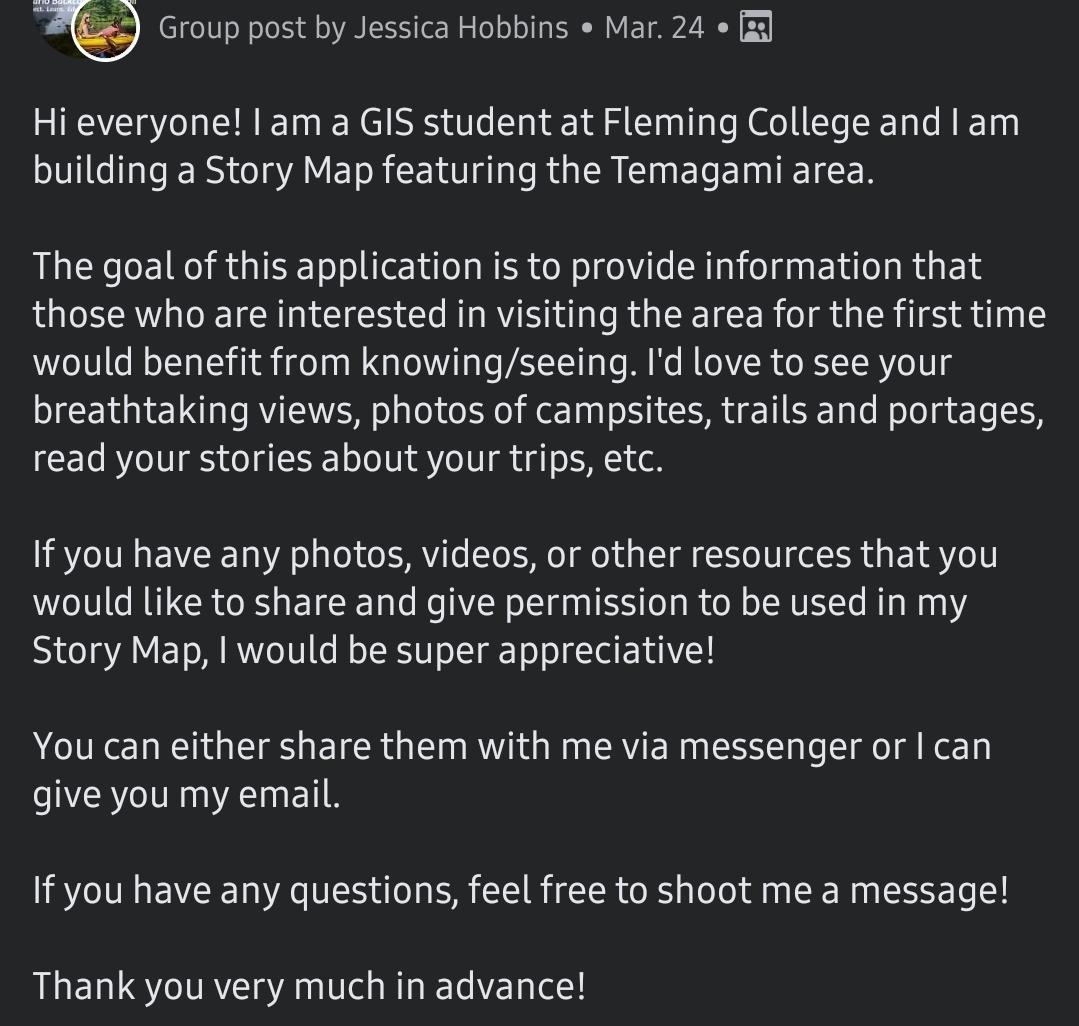 Group post by Jessica Hobbins • Mar. 24 •
Hi everyone! I am a GIS student at Fleming College and I am
building a Story Map featuring the Temagami area.
The goal of this application is to provide information that
those who are interested in visiting the area for the first time
would benefit from knowing/seeing. I'd love to see your
breathtaking views, photos of campsites, trails and portages,
read your stories about your trips, etc.
If you have any photos, videos, or other resources that you
would like to share and give permission to be used in my
Story Map, I would be super appreciative!
You can either share them with me via messenger or I can
give you my email.
If you have any questions, feel free to shoot me a message!
Thank you very much in advance!